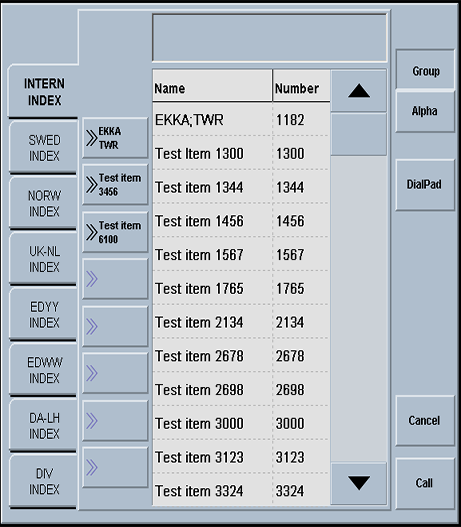 INTERN
INDEX
SWED
INDEX
NORW
INDEX
UK-NL
INDEX
EDYY
INDEX
EDWW
INDEX
DA-LH
INDEX
DIV
INDEX
EKKA
TWR
Test item
3456
Test item
6100
Name Number
EKKA;TWR 1182
Test Item 1300 1300
Test item 1344 1344
Test item 1456 1456
Test item 1567 1567
Test item 1765 1765
Test item 2134 2134
Test item 2678 2678
Test item 2698 2698
Test item 3000 3000
Test item 3123 3123
Test item 3324 3324
Group
Alpha
DialPad
Cancel
Call